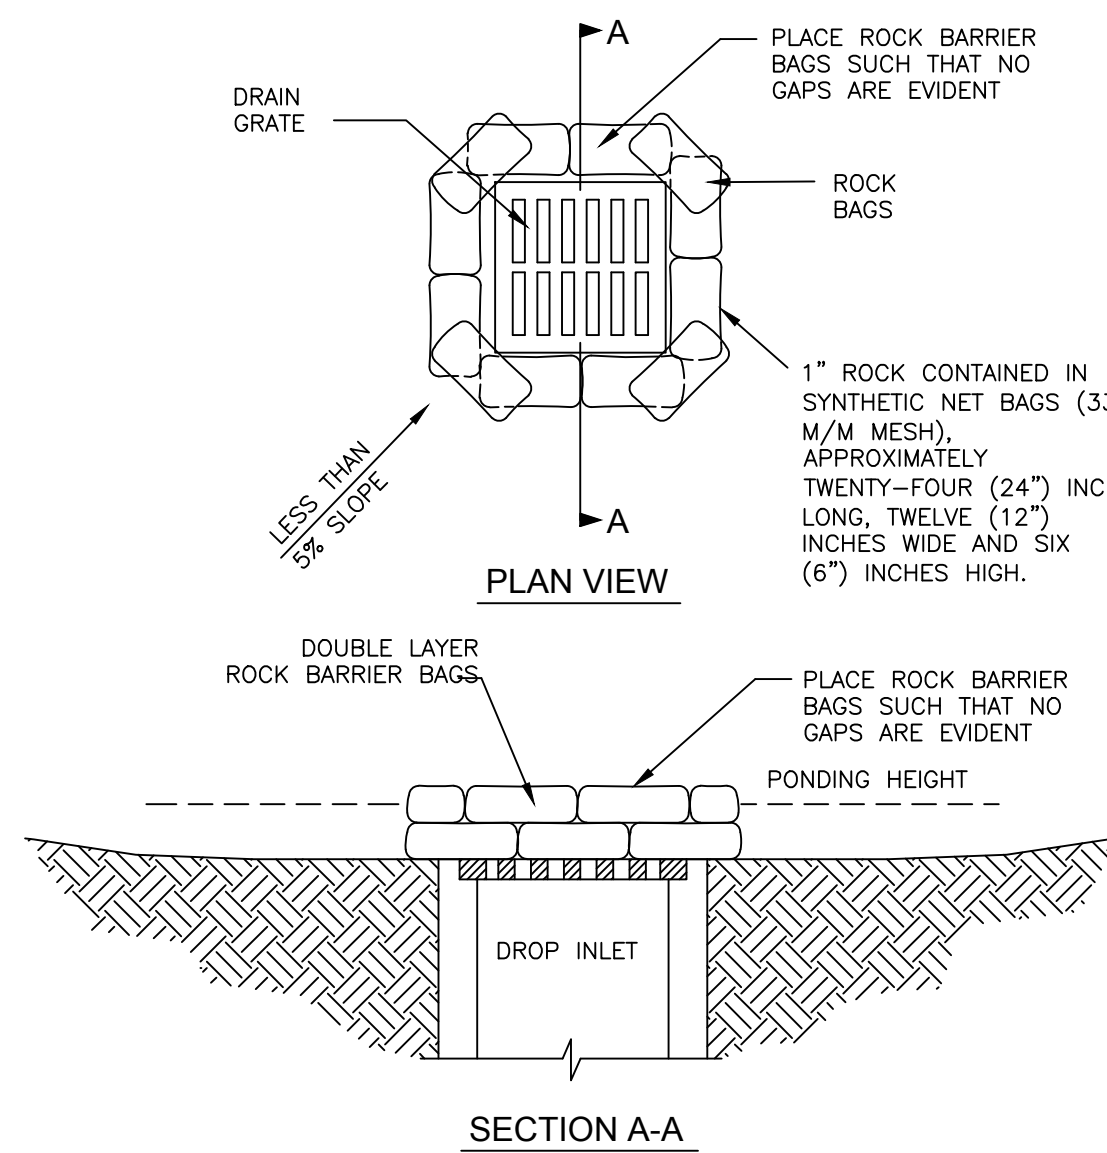 A
PLACE ROCK BARRIER
BAGS SUCH THAT NO
GAPS ARE EVIDENT
DRAIN
GRATE
ROCK
BAGS
1" ROCK CONTAINED IN
SYNTHETIC NET BAGS
M/M MESH),
APPROXIMATELY
TWENTY-FOUR (24")
LONG, TWELVE (12")
INCHES WIDE AND SIX
(6") INCHES HIGH.
LESS THAN
5% SLOPE
A
PLAN VIEW
DOUBLE LAYER
ROCK BARRIER BAGS
PLACE ROCK BARRIER
BAGS SUCH THAT NO
GAPS ARE EVIDENT
PONDING HEIGHT
DROP INLET
SECTION A-A